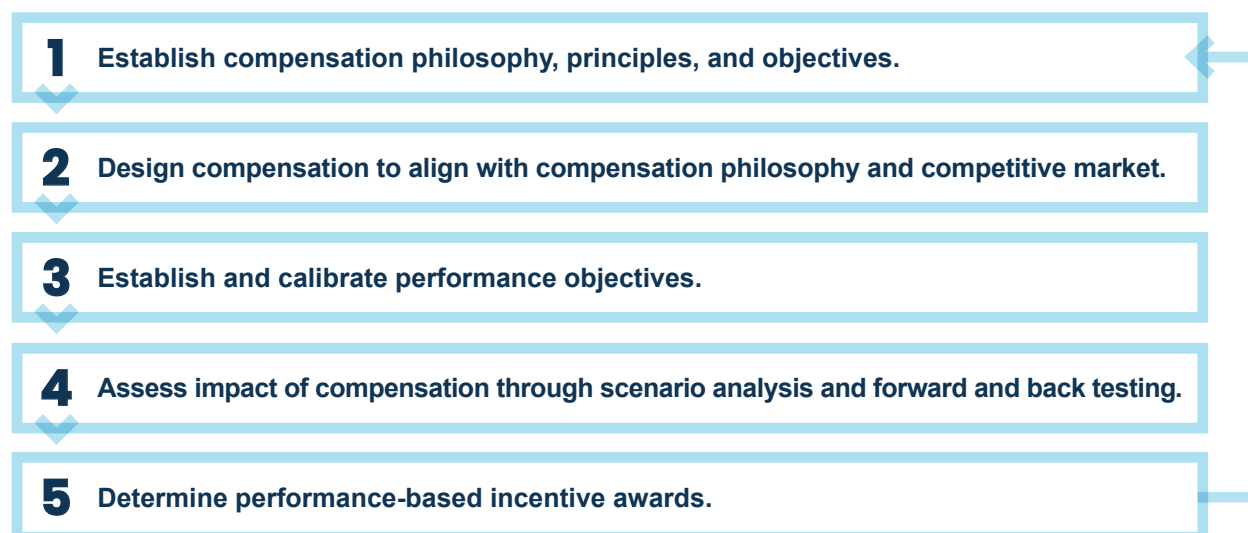 1 Establish compensation philosophy, principles, and objectives.
2 Design compensation to align with compensation philosophy and competitive market.
3 Establish and calibrate performance objectives.
4 Assess impact of compensation through scenario analysis and forward and back testing.
5 Determine performance-based incentive awards.